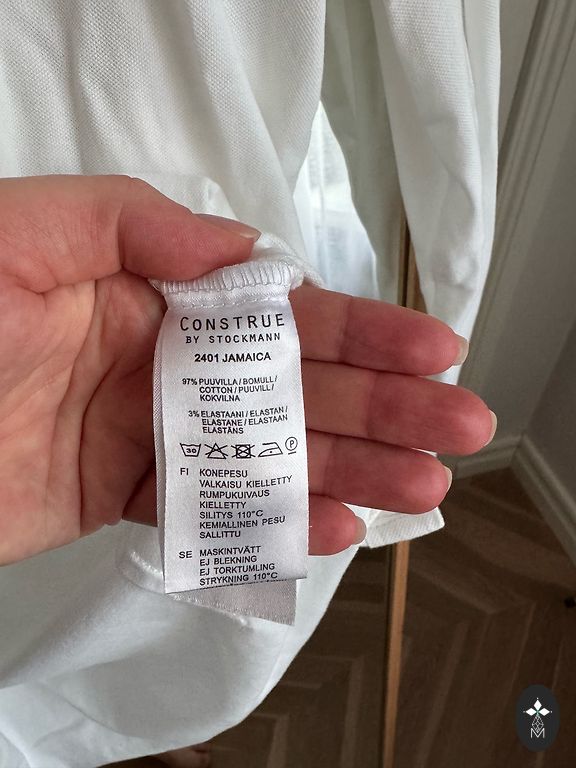 CONSTRUE
BY STOCKMANN
2401 JAMAICA
97% PUUVILLA / BOMULL /
COTTON / PUUVILL /
KOKVILNA
3% ELASTAANI / ELASTAN /
ELASTANE / ELASTAAN
ELASTĀNS
30 P
FI KONEPESU
VALKAISU KIELLETTY
RUMPUKUIVAUS
KIELLETTY
SILITYS 110°C
KEMIALLINEN PESU
SALLITTU
SE MASKINTVÄTT
EJ BLEKNING
EJ TORKTUMLING
STRYKNING 110°C
M